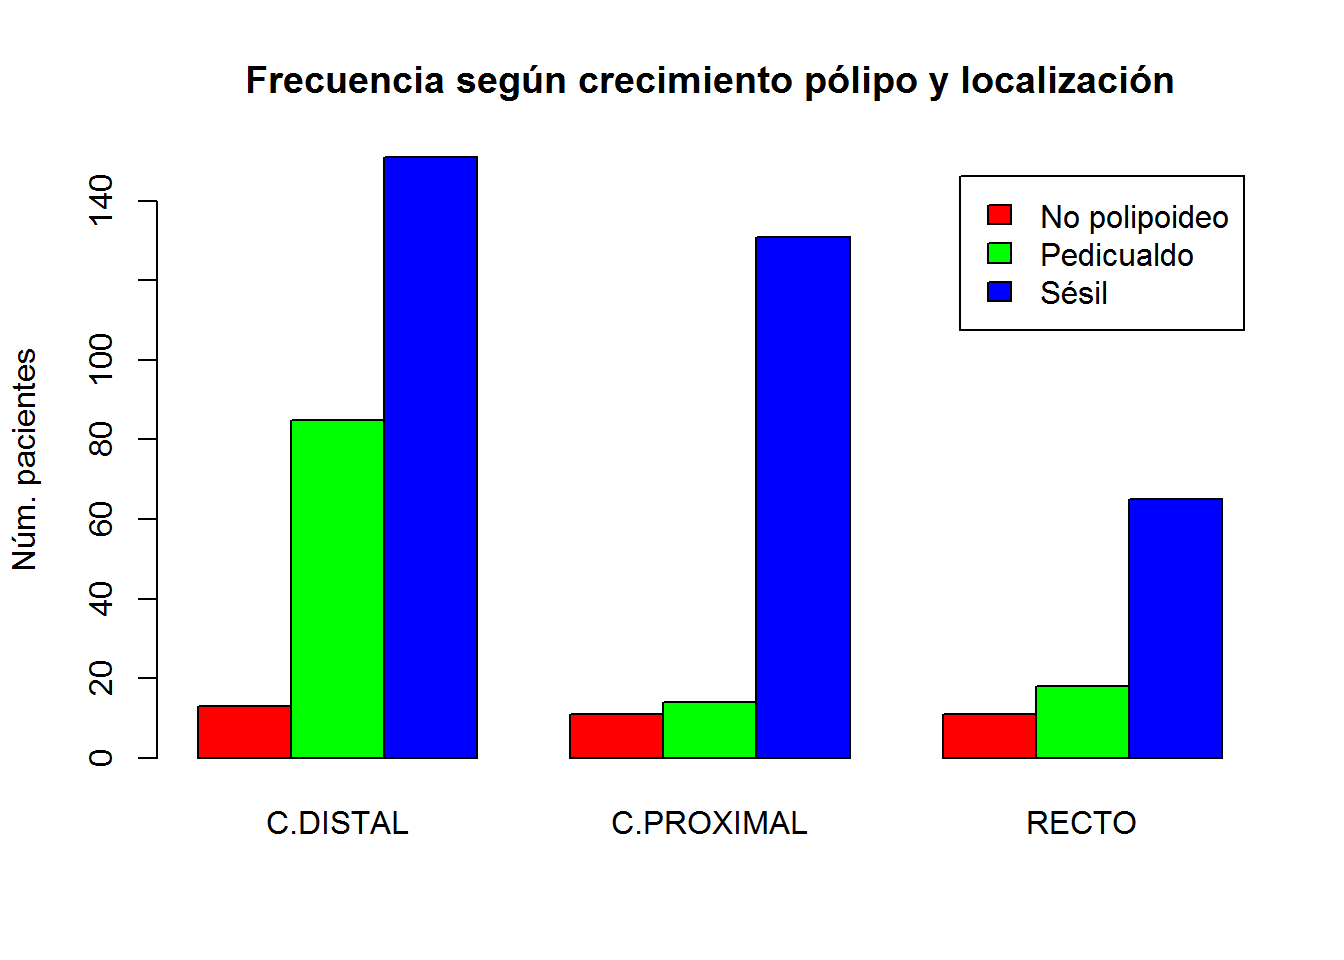 Frecuencia según crecimiento pólipo y localización
Núm. pacientes
140
100
80
60
40
20
0
No polipoideo
Pedicualdo
Sésil
C.DISTAL
C.PROXIMAL
RECTO